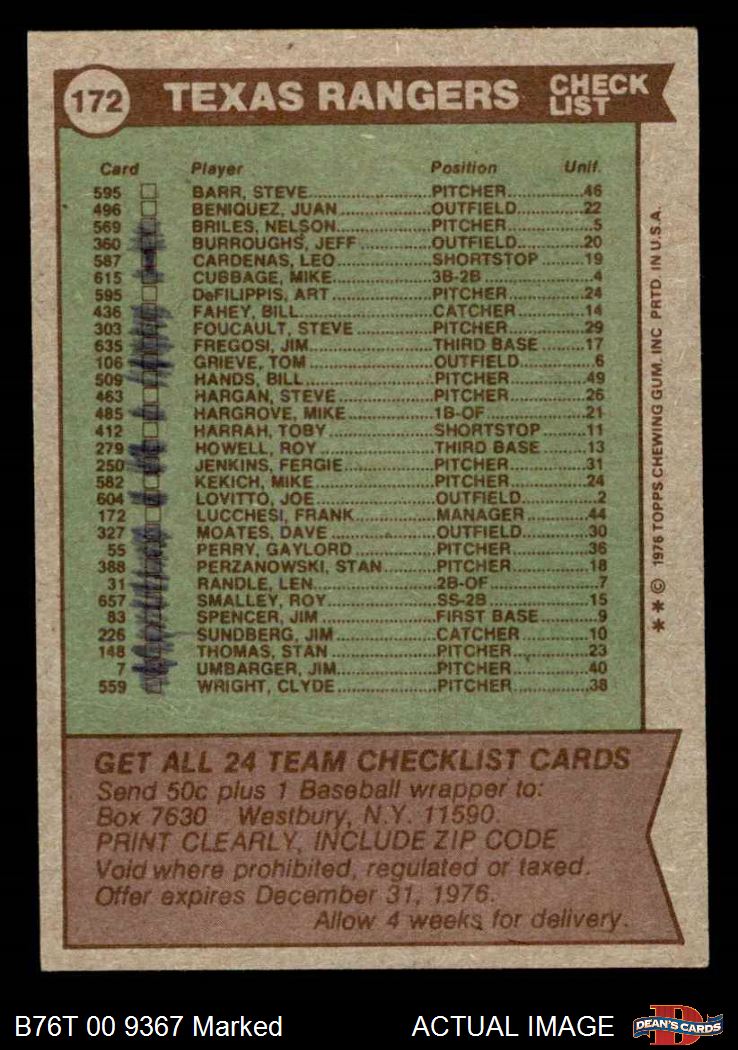 172 TEXAS RANGERS CHECK LIST
Card Player Position Unif.
595 BARR, STEVE PITCHER 46
496 BENIQUEZ, JUAN OUTFIELD 22
569 BRILES, NELSON PITCHER 5
360 BURROUGHS, JEFF OUTFIELD 20
587 CARDENAS, LEO SHORTSTOP 19
615 CUBBAGE, MIKE 3B-2B 4
595 DeFILIPPIS, ART PITCHER 24
436 FAHEY, BILL CATCHER 14
303 FOUCAULT, STEVE PITCHER 29
635 FREGOSI, JIM THIRD BASE 17
106 GRIEVE, TOM OUTFIELD 6
509 HANDS, BILL PITCHER 49
463 HARGAN, STEVE PITCHER 26
485 HARGROVE, MIKE 1B-OF 21
412 HARRAH, TOBY SHORTSTOP 11
279 HOWELL, ROY THIRD BASE 13
250 JENKINS, FERGIE PITCHER 31
582 KEKICH, MIKE PITCHER 24
604 LOVITTO, JOE OUTFIELD 2
172 LUCCHESI, FRANK MANAGER 44
327 MOATES, DAVE OUTFIELD 30
55 PERRY, GAYLORD PITCHER 36
388 PERZANOWSKI, STAN PITCHER 18
31 RANDLE, LEN 2B-OF 7
657 SMALLEY, ROY SS-2B 15
83 SPENCER, JIM FIRST BASE 9
226 SUNDBERG, JIM CATCHER 10
148 THOMAS, STAN PITCHER 23
7 UMBARGER, JIM PITCHER 40
559 WRIGHT, CLYDE PITCHER 38
**© 1976 TOPPS CHEWING GUM, INC PRTD. IN U.S.A.
GET ALL 24 TEAM CHECKLIST CARDS
Send 50c plus 1 Baseball wrapper to:
Box 7630 Westbury, N.Y. 11590.
PRINT CLEARLY, INCLUDE ZIP CODE
Void where prohibited, regulated or taxed.
Offer expires December 31, 1976.
Allow 4 weeks for delivery.
B76T 00 9367 Marked ACTUAL IMAGE DEAN'S CARDS